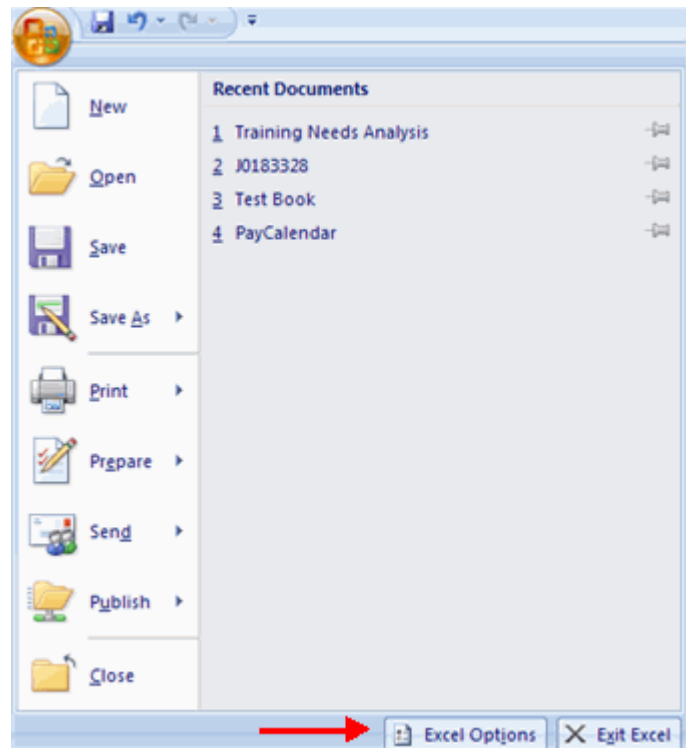 New
Open
Save
Save As
Print
Prepare
Send
Publish
Close
Recent Documents
1 Training Needs Analysis
2 J0183328
3 Test Book
4 PayCalendar
Excel Options
Exit Excel